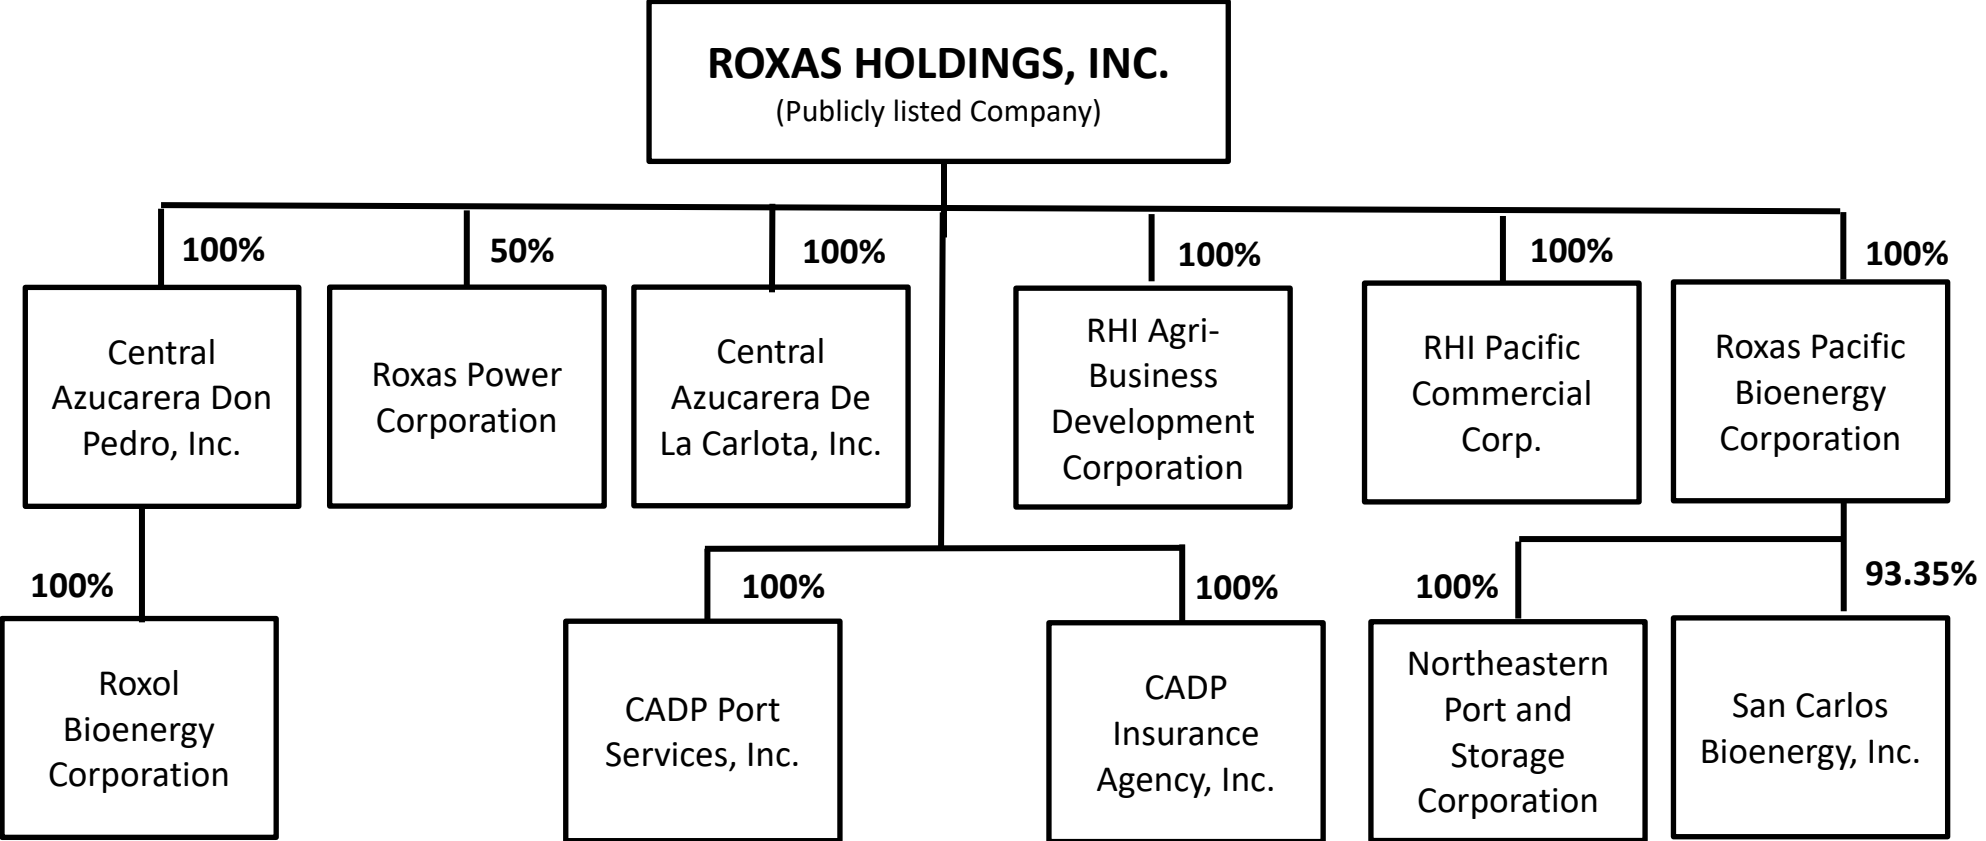 ROXAS HOLDINGS, INC.
(Publicly listed Company)
100%
50%
100%
100%
100%
100%
Central
Azucarera Don
Pedro, Inc.
Roxas Power
Corporation
Central
Azucarera De
La Carlota, Inc.
RHI Agri-
Business
Development
Corporation
RHI Pacific
Commercial
Corp.
Roxas Pacific
Bioenergy
Corporation
100%
100%
100%
100%
93.35%
Roxol
Bioenergy
Corporation
CADP Port
Services, Inc.
CADP
Insurance
Agency, Inc.
Northeastern
Port and
Storage
Corporation
San Carlos
Bioenergy, Inc.